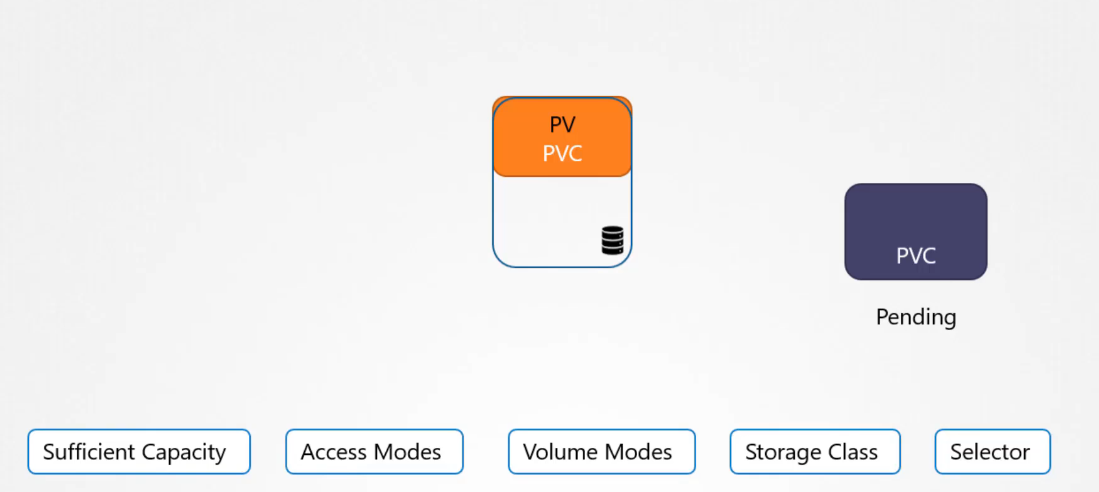 PV
PVC
PVC
Pending
Sufficient Capacity
Access Modes
Volume Modes
Storage Class
Selector